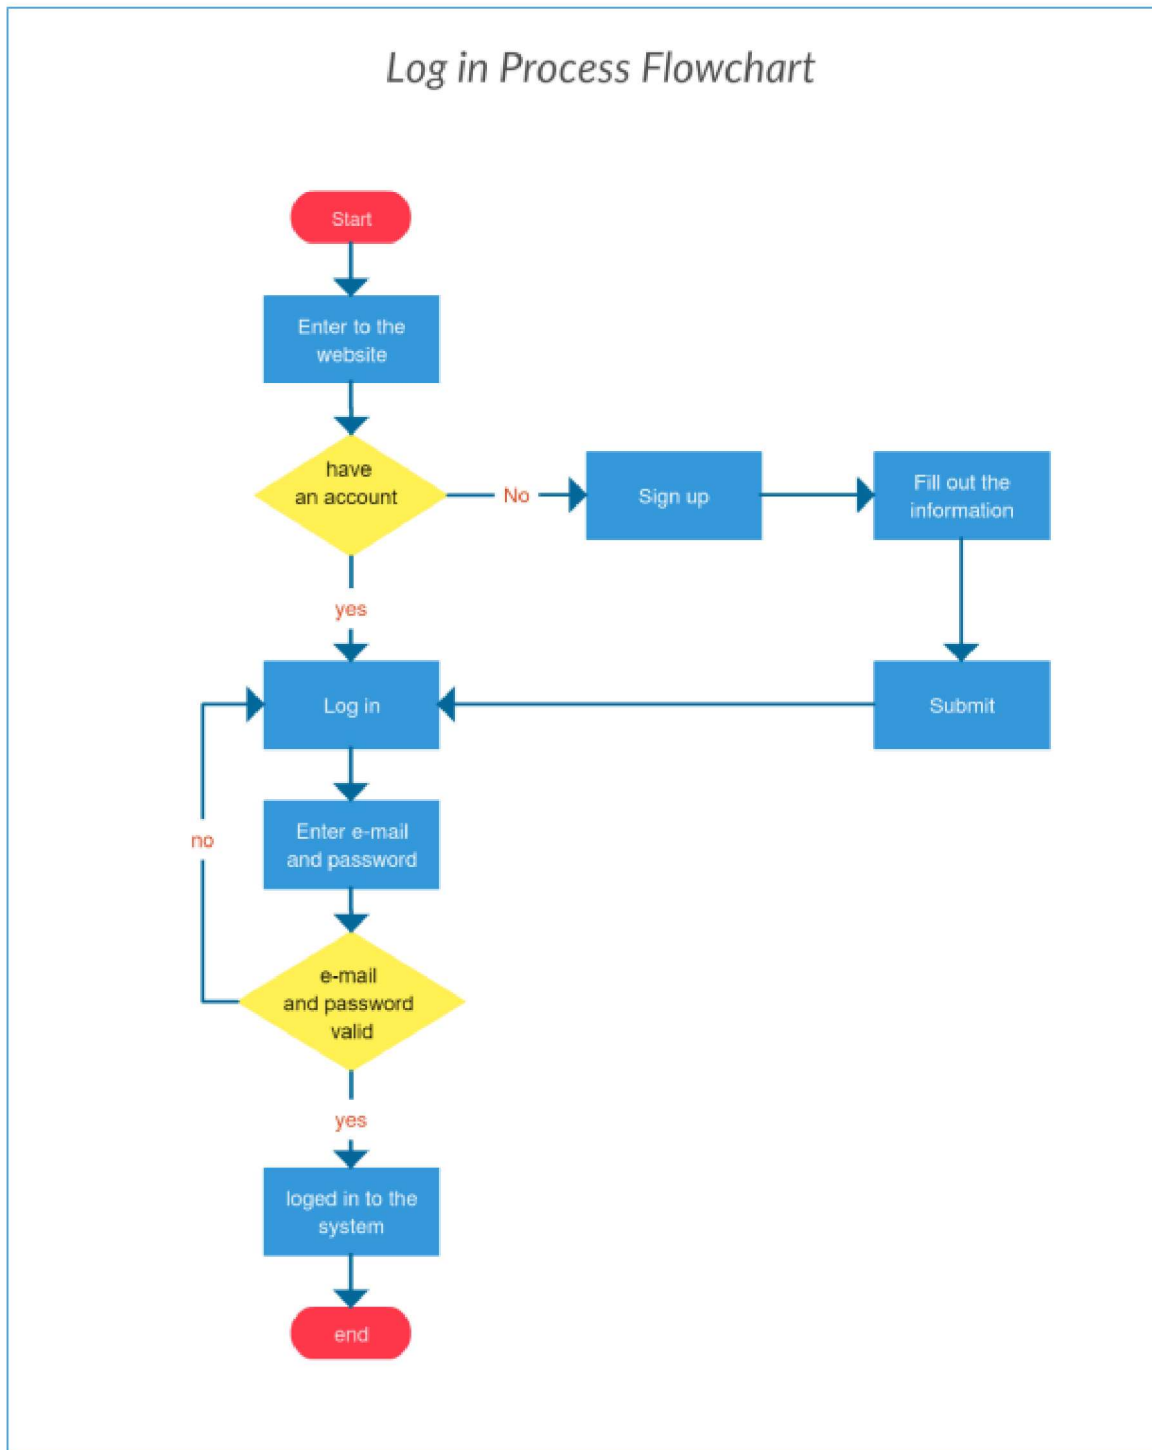 Log in Process Flowchart
Start
Enter to the
website
have
an account
No
Sign up
Fill out the
information
yes
Log in
Submit
Enter e-mail
and password
no
e-mail
and password
valid
yes
loged in to the
system
end